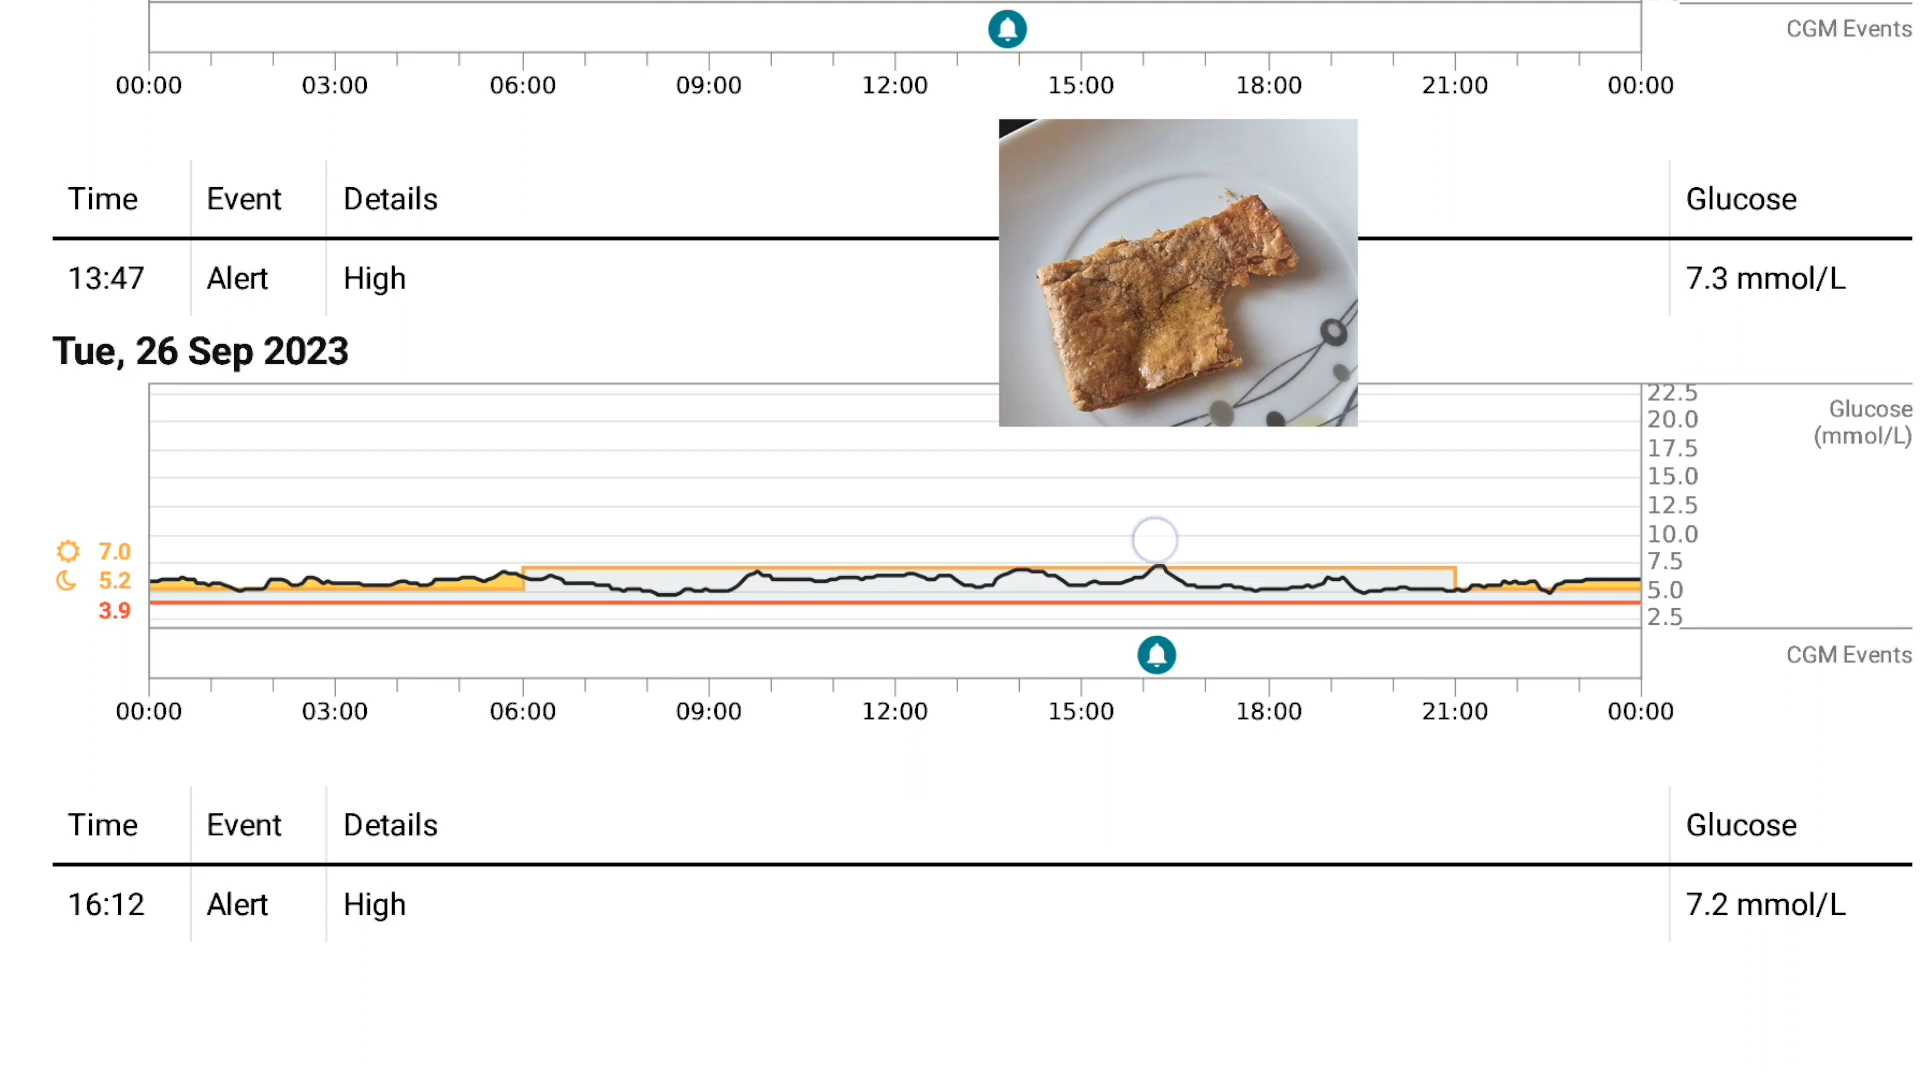 CGM Events
00:00 03:00 06:00 09:00 12:00 15:00 18:00 21:00 00:00
Time Event Details Glucose
13:47 Alert High 7.3 mmol/L
Tue, 26 Sep 2023
22.5
Glucose
20.0
(mmol/L)
17.5
15.0
12.5
10.0
7.0
7.5
5.2
5.0
3.9
2.5
CGM Events
00:00 03:00 06:00 09:00 12:00 15:00 18:00 21:00 00:00
Time Event Details Glucose
16:12 Alert High 7.2 mmol/L